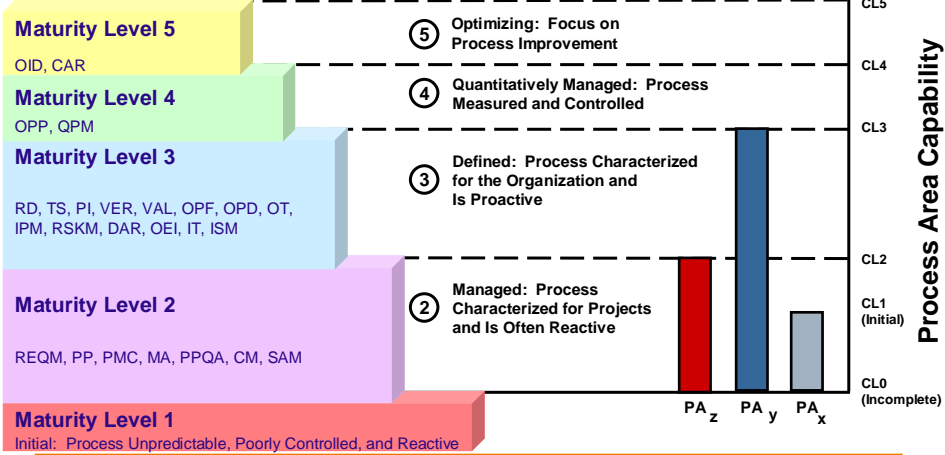 Maturity Level 5
OID, CAR
Maturity Level 4
OPP, QPM
Maturity Level 3
RD, TS, PI, VER, VAL, OPF, OPD, OT,
IPM, RSKM, DAR, OEI, IT, ISM
Maturity Level 2
REQM, PP, PMC, MA, PPQA, CM, SAM
Maturity Level 1
Initial: Process Unpredictable, Poorly Controlled, and Reactive
5
Optimizing: Focus on
Process Improvement
4
Quantitatively Managed: Process
Measured and Controlled
3
Defined: Process Characterized
for the Organization and
Is Proactive
2
Managed: Process
Characterized for Projects
and Is Often Reactive
PA z
PA y
PA x
CL5
CL4
CL3
CL2
CL1
(Initial)
CL0
(Incomplete)
Process Area Capability